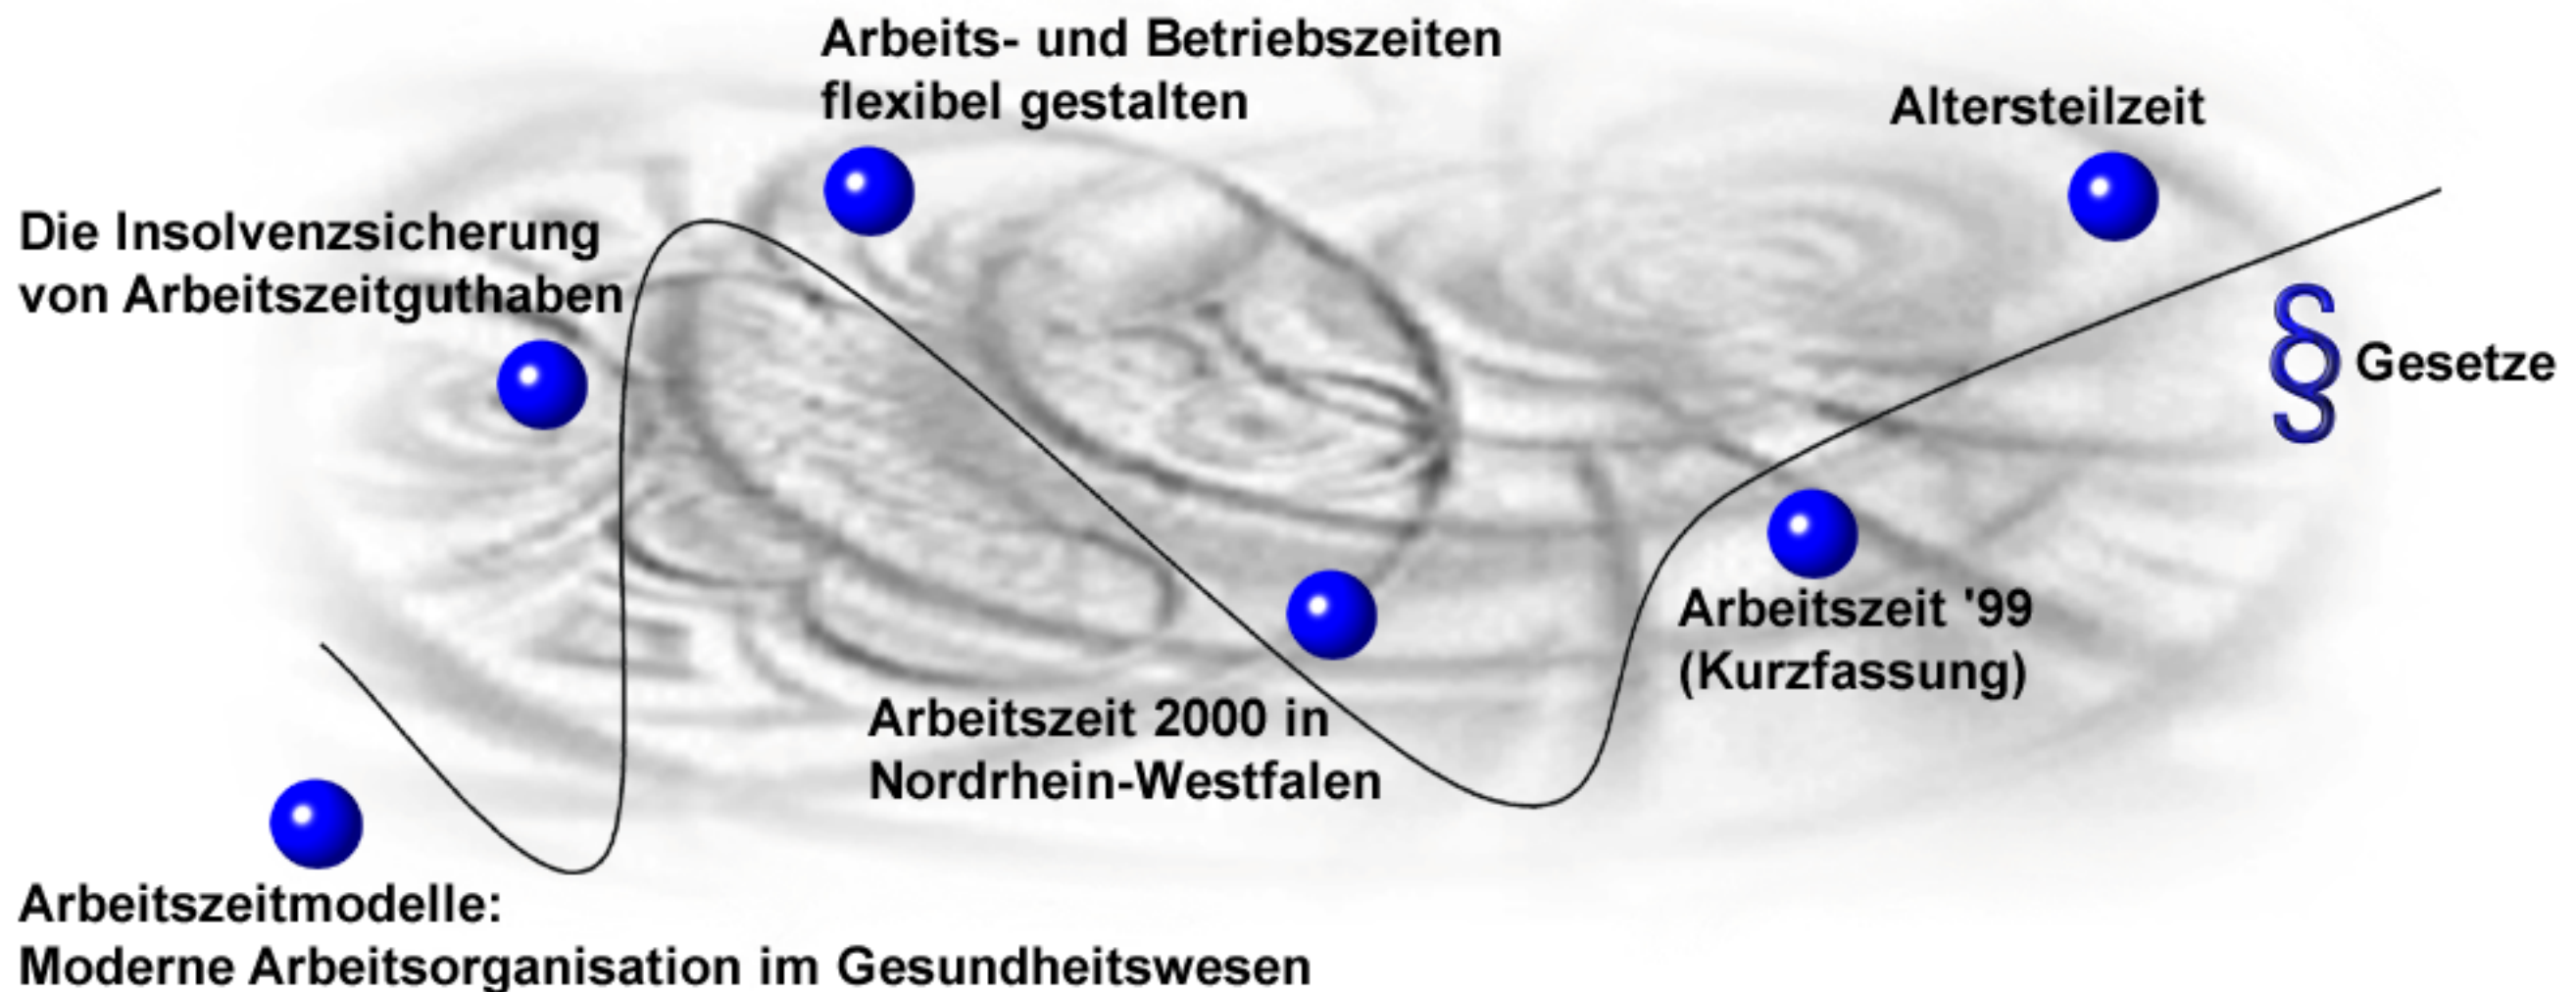 Arbeits- und Betriebszeiten
flexibel gestalten
Altersteilzeit
Die Insolvenzsicherung
von Arbeitszeitguthaben
§ Gesetze
Arbeitszeit '99
(Kurzfassung)
Arbeitszeit 2000 in
Nordrhein-Westfalen
Arbeitszeitmodelle:
Moderne Arbeitsorganisation im Gesundheitswesen